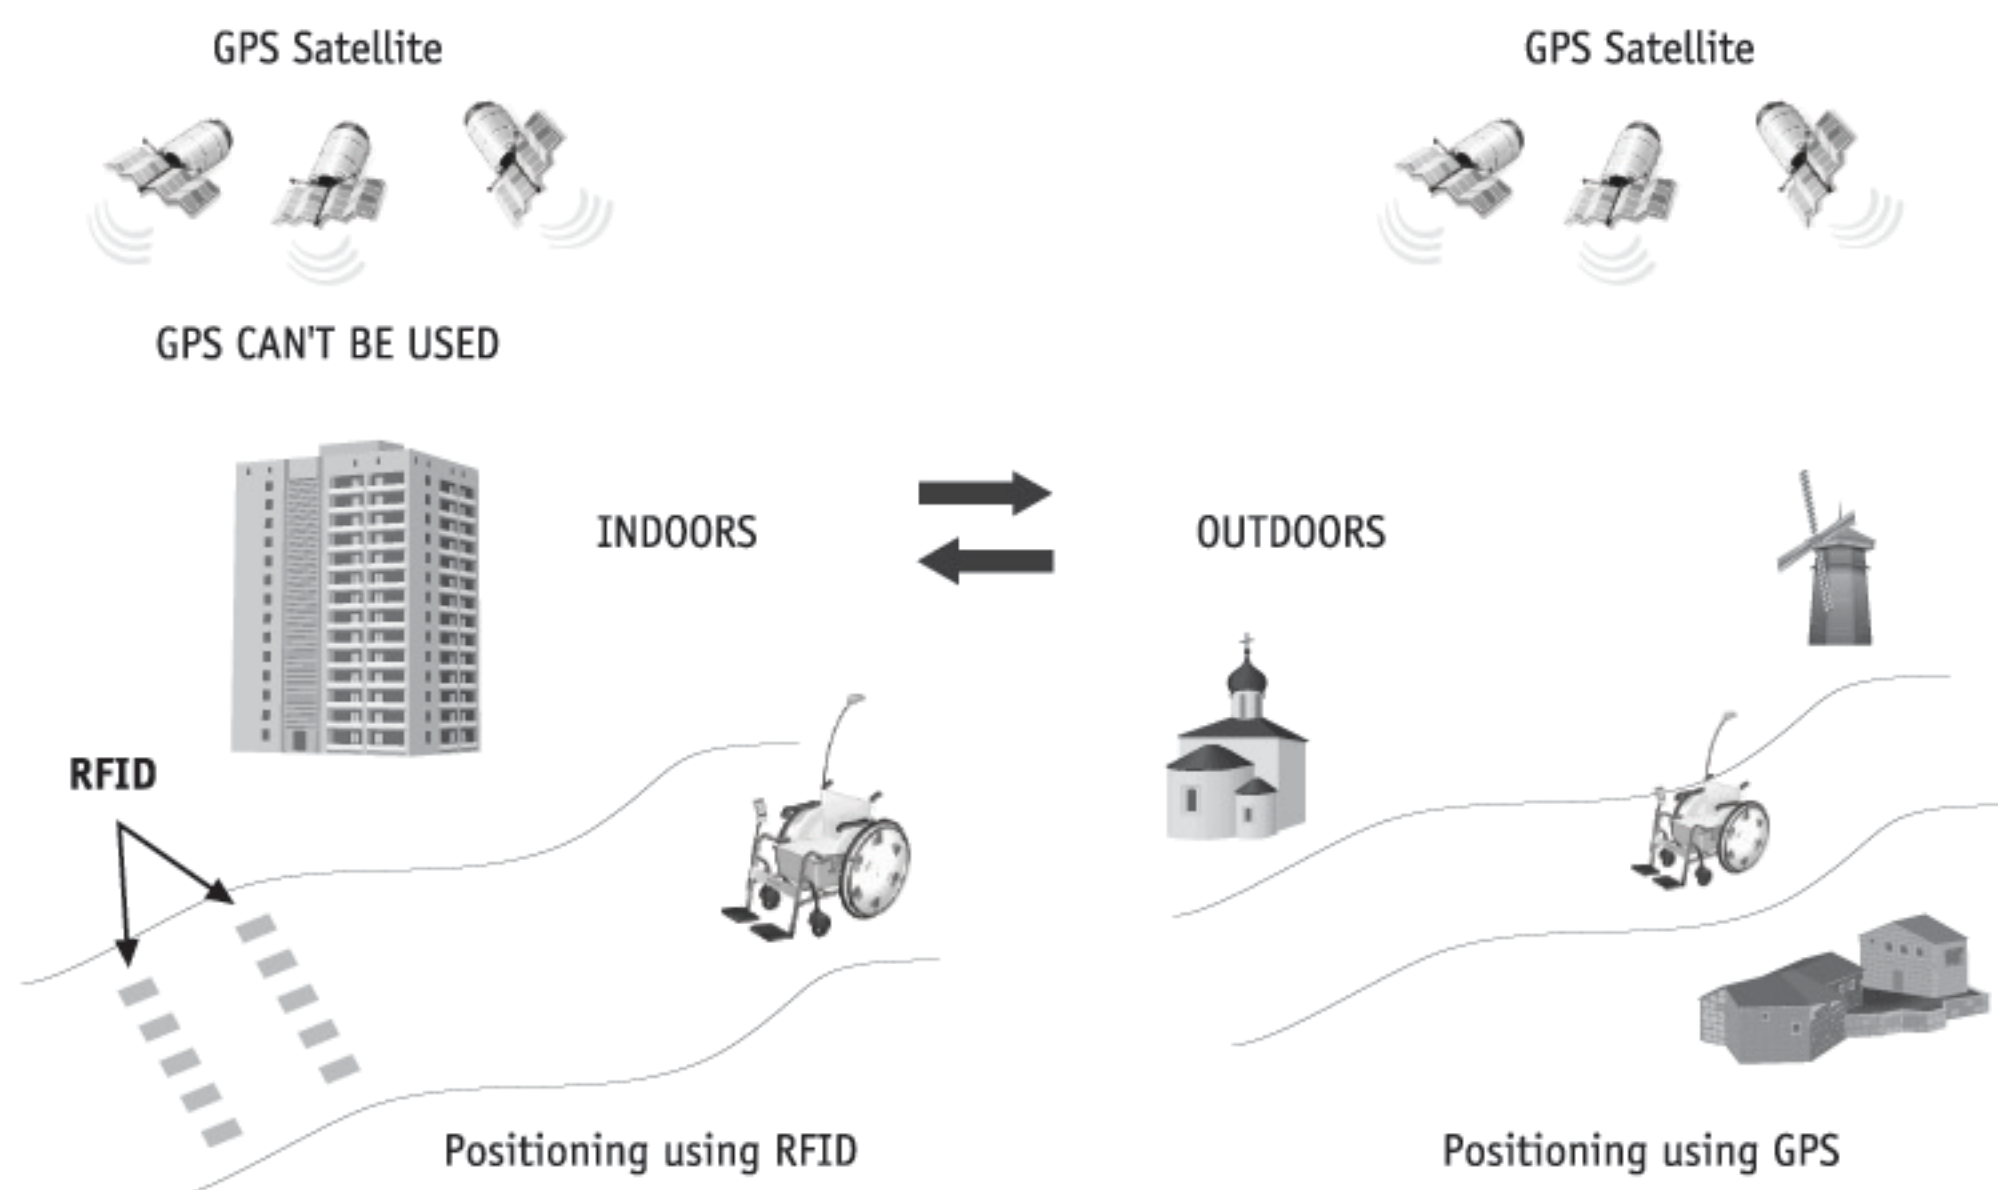 GPS Satellite
GPS Satellite
GPS CAN'T BE USED
INDOORS
OUTDOORS
RFID
Positioning using RFID
Positioning using GPS